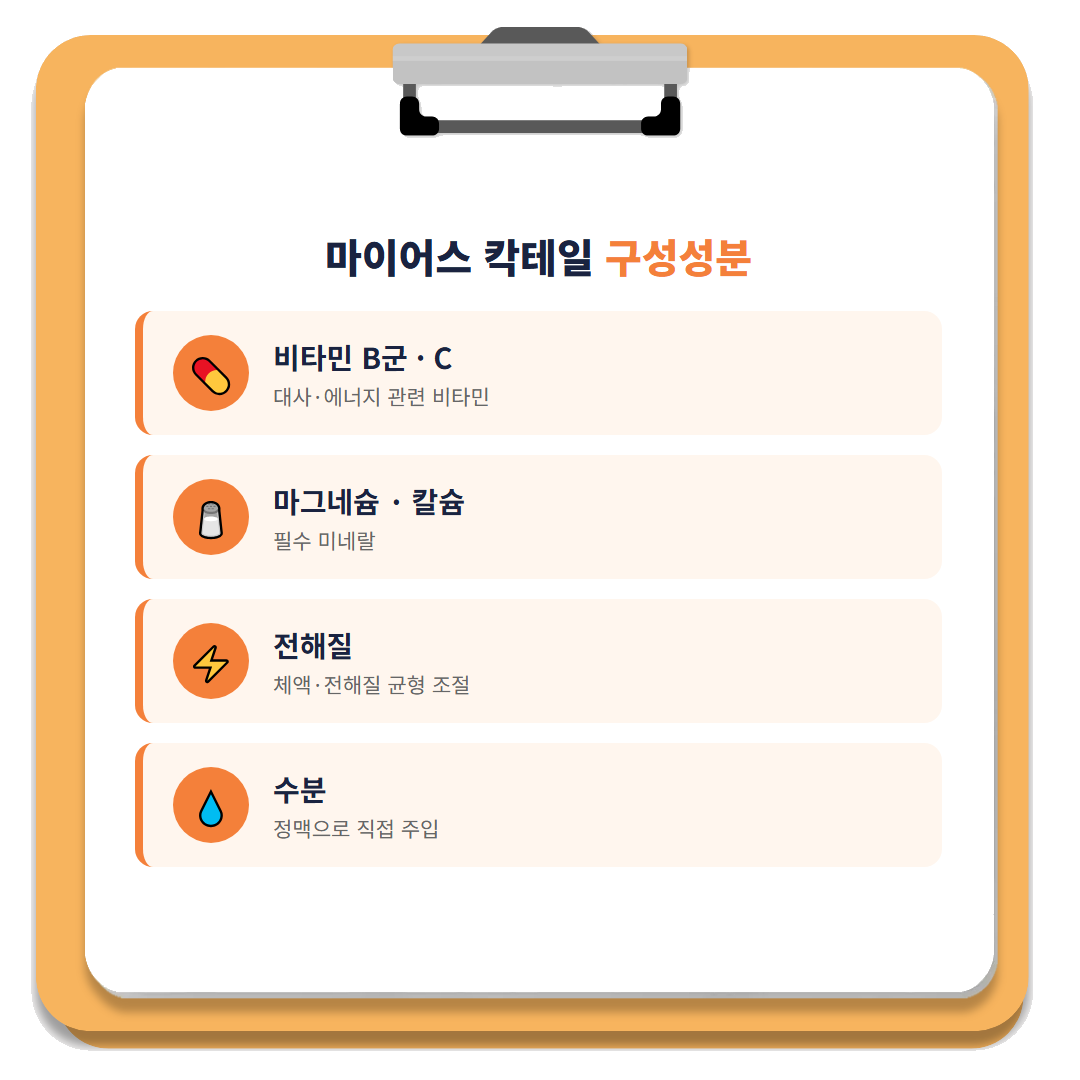 마이어스 칵테일 구성성분
비타민 B군 · C
대사·에너지 관련 비타민
마그네슘 · 칼슘
필수 미네랄
전해질
체액·전해질 균형 조절
수분
정맥으로 직접 주입